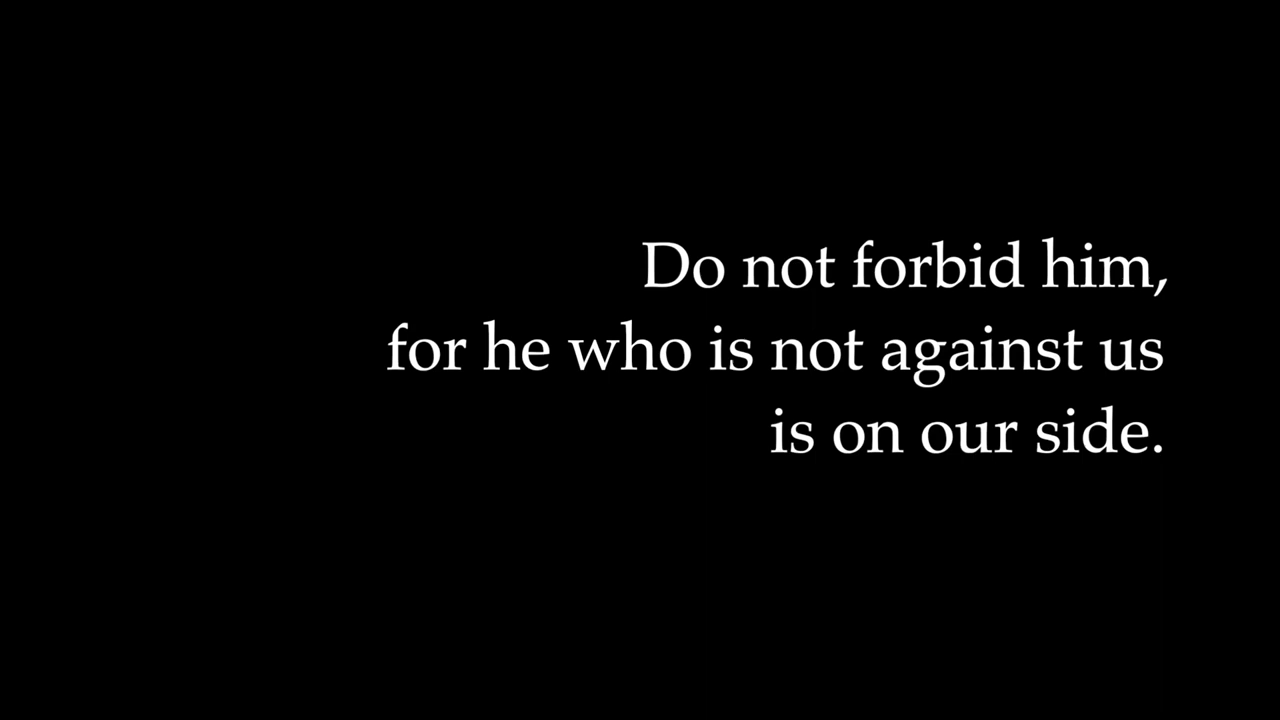 Do not forbid him,
for he who is not against us
is on our side.